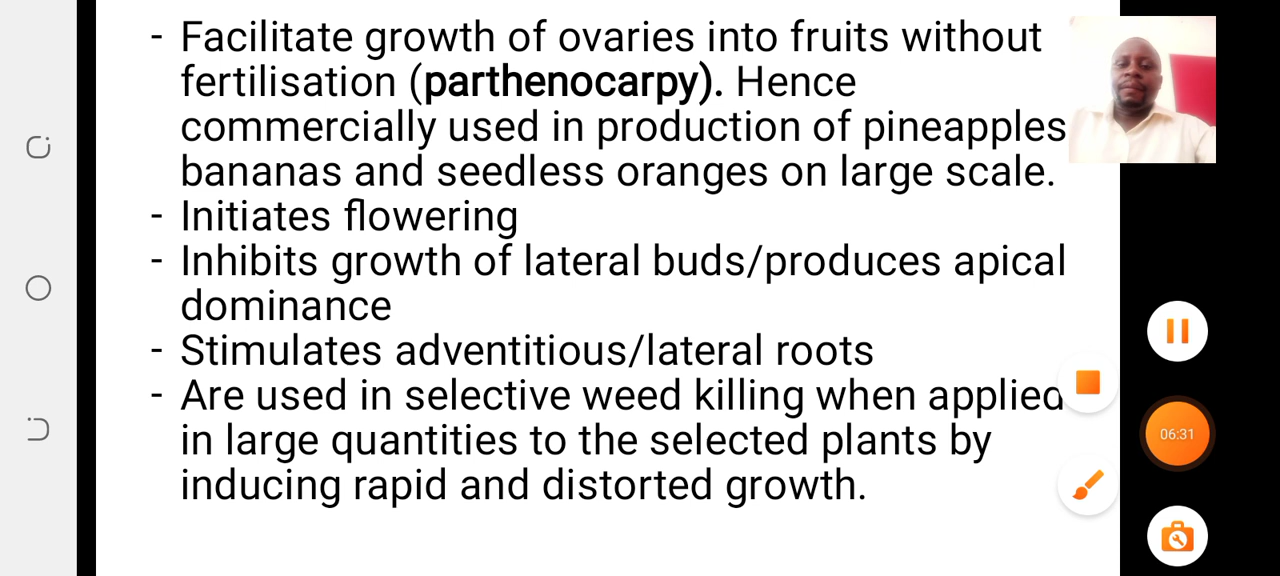 - Facilitate growth of ovaries into fruits without
fertilisation (parthenocarpy). Hence
commercially used in production of pineapples
bananas and seedless oranges on large scale.
- Initiates flowering
- Inhibits growth of lateral buds/produces apical
dominance
- Stimulates adventitious/lateral roots
- Are used in selective weed killing when applied
in large quantities to the selected plants by
inducing rapid and distorted growth.
06:31